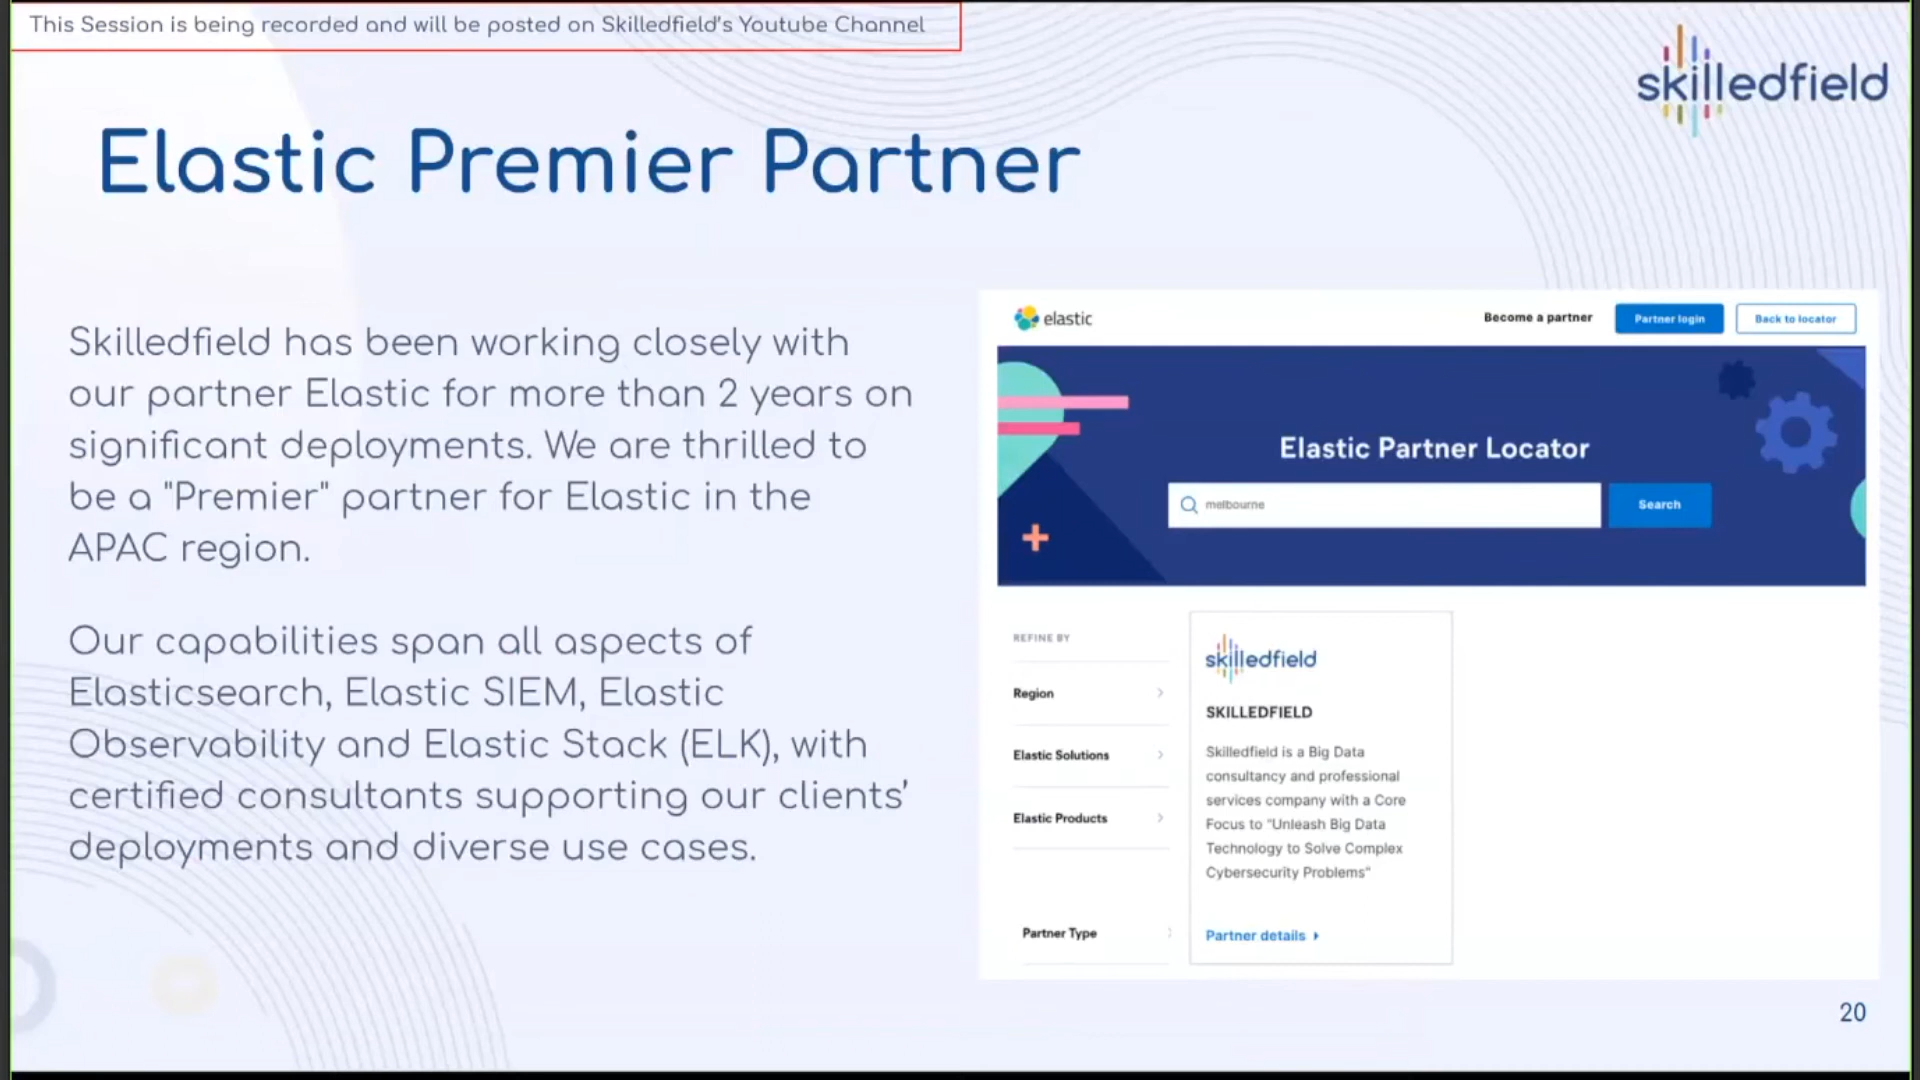 This Session is being recorded and will be posted on Skilledfield's Youtube Channel
skilledfield
Elastic Premier Partner
Skilledfield has been working closely with
our partner Elastic for more than 2 years on
significant deployments. We are thrilled to
be a "Premier" partner for Elastic in the
APAC region.
Our capabilities span all aspects of
Elasticsearch, Elastic SIEM, Elastic
Observability and Elastic Stack (ELK), with
certified consultants supporting our clients’
deployments and diverse use cases.
elastic
Become a partner
Partner login
Back to locator
Elastic Partner Locator
melbourne
Search
REFINE BY
Region
Elastic Solutions
Elastic Products
Partner Type
skilledfield
SKILLEDFIELD
Skilledfield is a Big Data
consultancy and professional
services company with a Core
Focus to "Unleash Big Data
Technology to Solve Complex
Cybersecurity Problems"
Partner details
20